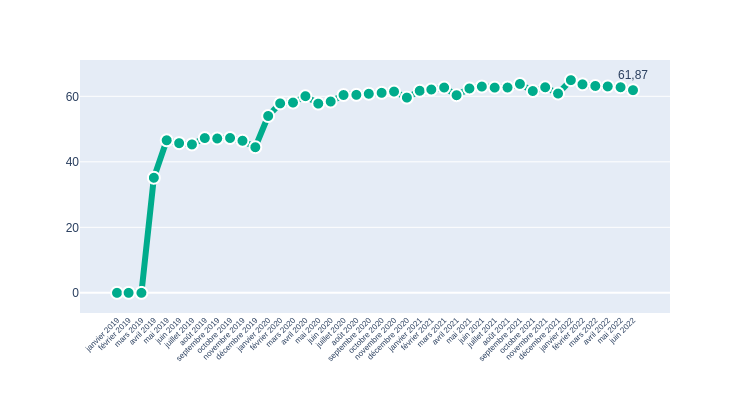 61,87
60
40
20
0
janvier 2019
février 2019
mars 2019
avril 2019
mai 2019
juin 2019
juillet 2019
août 2019
septembre 2019
octobre 2019
novembre 2019
décembre 2019
janvier 2020
février 2020
mars 2020
avril 2020
mai 2020
juin 2020
juillet 2020
août 2020
septembre 2020
octobre 2020
novembre 2020
décembre 2020
janvier 2021
février 2021
mars 2021
avril 2021
mai 2021
juin 2021
juillet 2021
août 2021
septembre 2021
octobre 2021
novembre 2021
décembre 2021
janvier 2022
février 2022
mars 2022
avril 2022
mai 2022
juin 2022